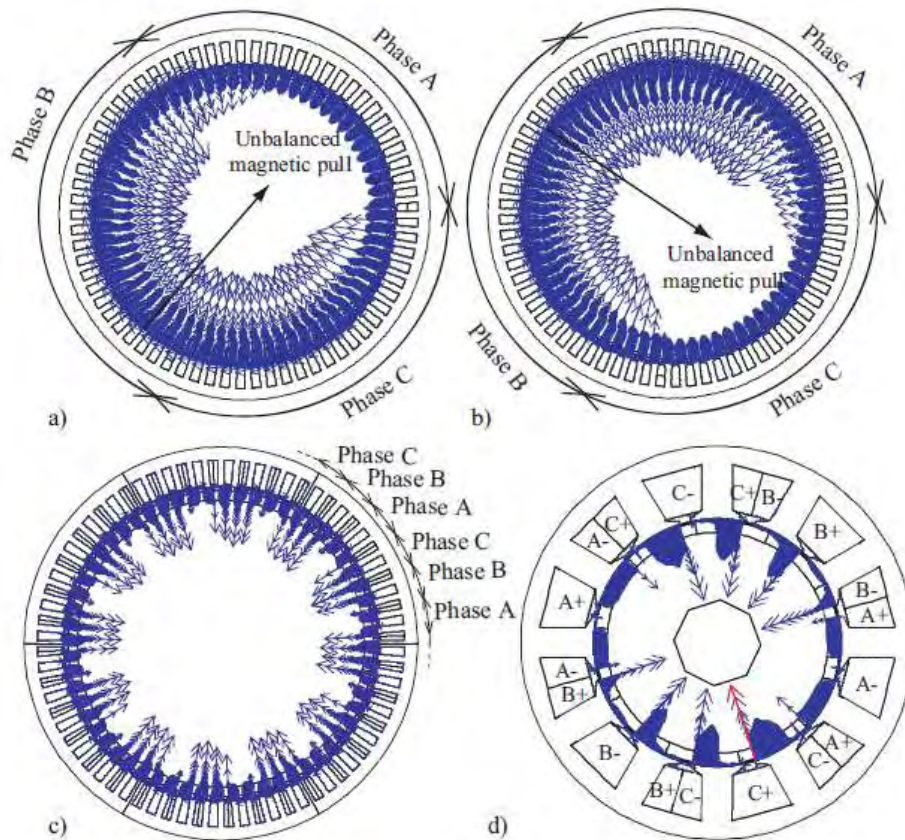 Phase A
Phase B
Unbalanced
magnetic pull
Phase C
a)
Phase A
Unbalanced
magnetic pull
Phase B
Phase C
b)
Phase C
Phase B
Phase A
Phase C
Phase B
Phase A
c)
C-
C+
B-
C+
A-
B+
A+
B-
A+
A-
B+
A-
B-
A+
C-
B+
C-
C+
d)